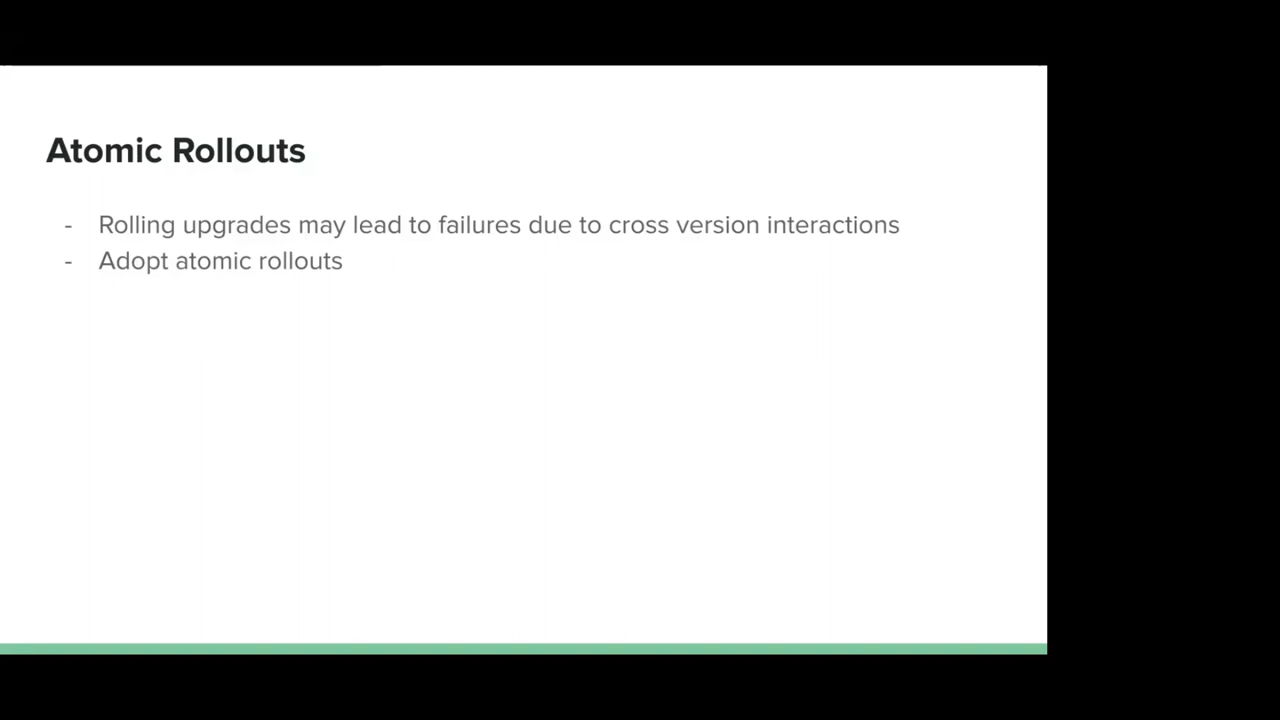 Atomic Rollouts
- Rolling upgrades may lead to failures due to cross version interactions
- Adopt atomic rollouts